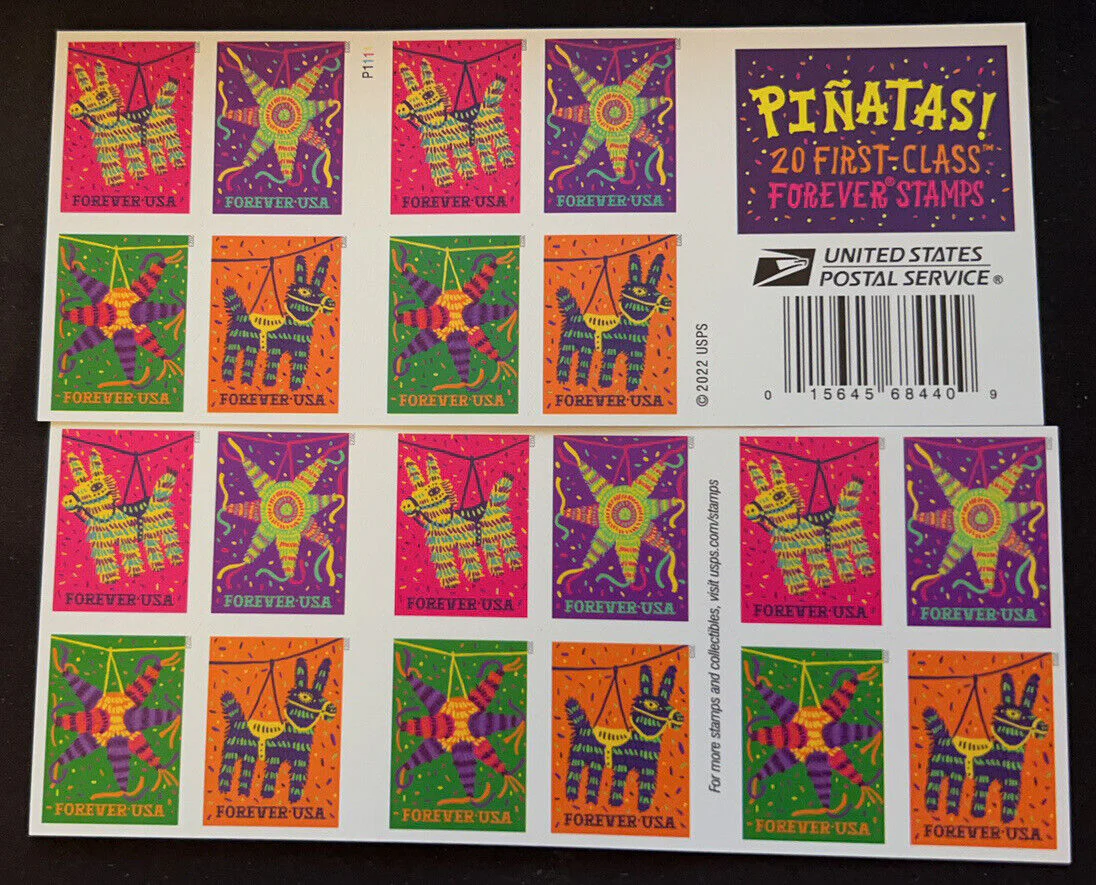 P111
FOREVER·USA
FOREVER·USA
FOREVER·USA
FOREVER·USA
FOREVER·USA
FOREVER·USA
FOREVER·USA
FOREVER·USA
PIÑATAS!
20 FIRST-CLASS™
FOREVER® STAMPS
UNITED STATES
POSTAL SERVICE®
0 15645 68440 9
© 2022 USPS
FOREVER·USA
FOREVER·USA
FOREVER·USA
FOREVER·USA
FOREVER·USA
FOREVER·USA
FOREVER·USA
FOREVER·USA
FOREVER·USA
FOREVER·USA
FOREVER·USA
FOREVER·USA
For more stamps and collectibles, visit usps.com/stamps